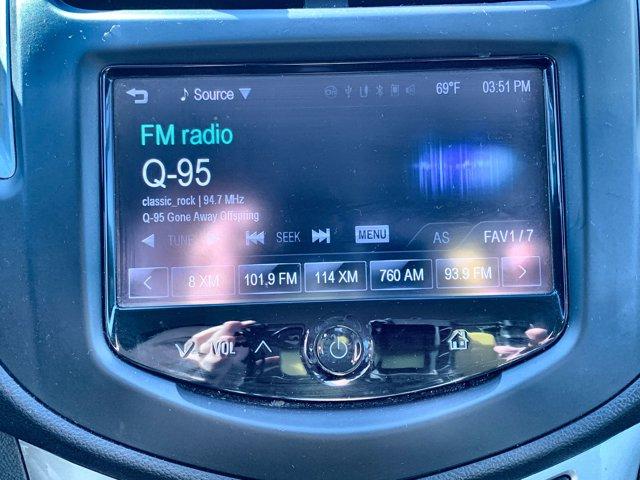 Source 69°F 03:51 PM
FM radio
Q-95
classic_rock | 94.7 MHz
Q-95 Gone Away Offspring
TUNE SEEK MENU AS FAV1 / 7
8 XM 101.9 FM 114 XM 760 AM 93.9 FM
VOL